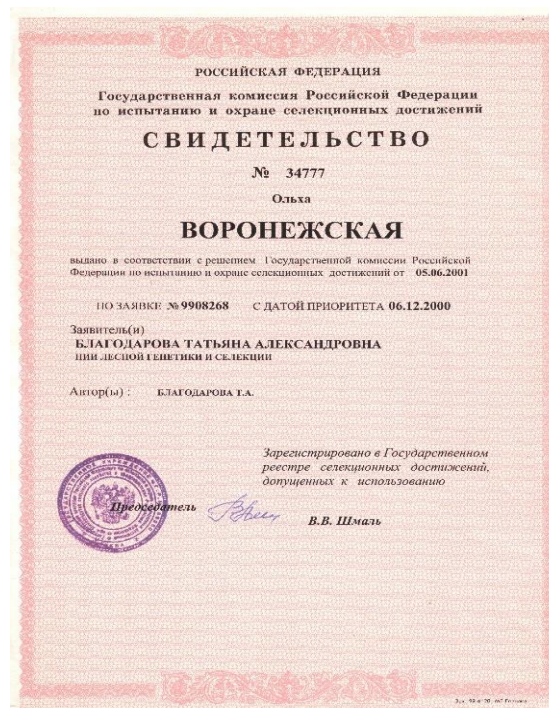 РОССИЙСКАЯ ФЕДЕРАЦИЯ
Государственная комиссия Российской Федерации
по испытанию и охране селекционных достижений
СВИДЕТЕЛЬСТВО
№ 34777
Ольха
ВОРОНЕЖСКАЯ
выдано в соответствии с решением Государственной комиссии Российской
Федерации по испытанию и охране селекционных достижений от 05.06.2001
ПО ЗАЯВКЕ №9908268 С ДАТОЙ ПРИОРИТЕТА 06.12.2000
Заявитель(и)
БЛАГОДАРОВА ТАТЬЯНА АЛЕКСАНДРОВНА
НИИ ЛЕСНОЙ ГЕНЕТИКИ И СЕЛЕКЦИИ
Автор(ы) : БЛАГОДАРОВА Т.А.
Зарегистрировано в Государственном
реестре селекционных достижений,
допущенных к использованию
Председатель
В.В. Шмаль